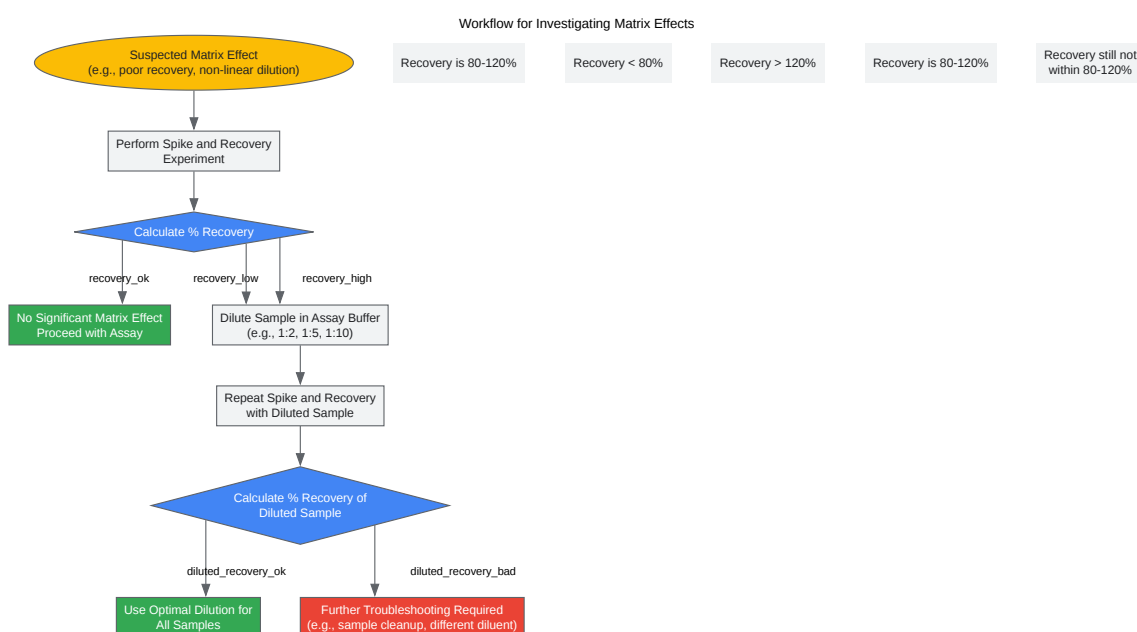 Workflow for Investigating Matrix Effects
Suspected Matrix Effect
(e.g., poor recovery, non-linear dilution)
Recovery is 80-120%
Recovery < 80%
Recovery > 120%
Recovery is 80-120%
Recovery still not
within 80-120%
Perform Spike and Recovery
Experiment
Calculate % Recovery
recovery_ok
recovery_low
recovery_high
No Significant Matrix Effect
Proceed with Assay
Dilute Sample in Assay Buffer
(e.g., 1:2, 1:5, 1:10)
Repeat Spike and Recovery
with Diluted Sample
Calculate % Recovery of
Diluted Sample
diluted_recovery_ok
diluted_recovery_bad
Use Optimal Dilution for
All Samples
Further Troubleshooting Required
(e.g., sample cleanup, different diluent)